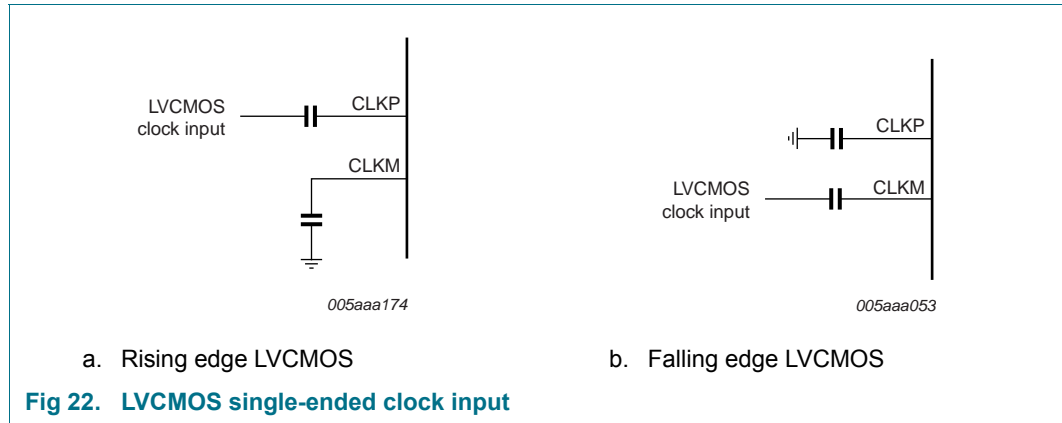 LVCMOS
clock input
CLKP
CLKM
005aaa174
a. Rising edge LVCMOS
CLKP
LVCMOS
clock input
CLKM
005aaa053
b. Falling edge LVCMOS
Fig 22. LVCMOS single-ended clock input